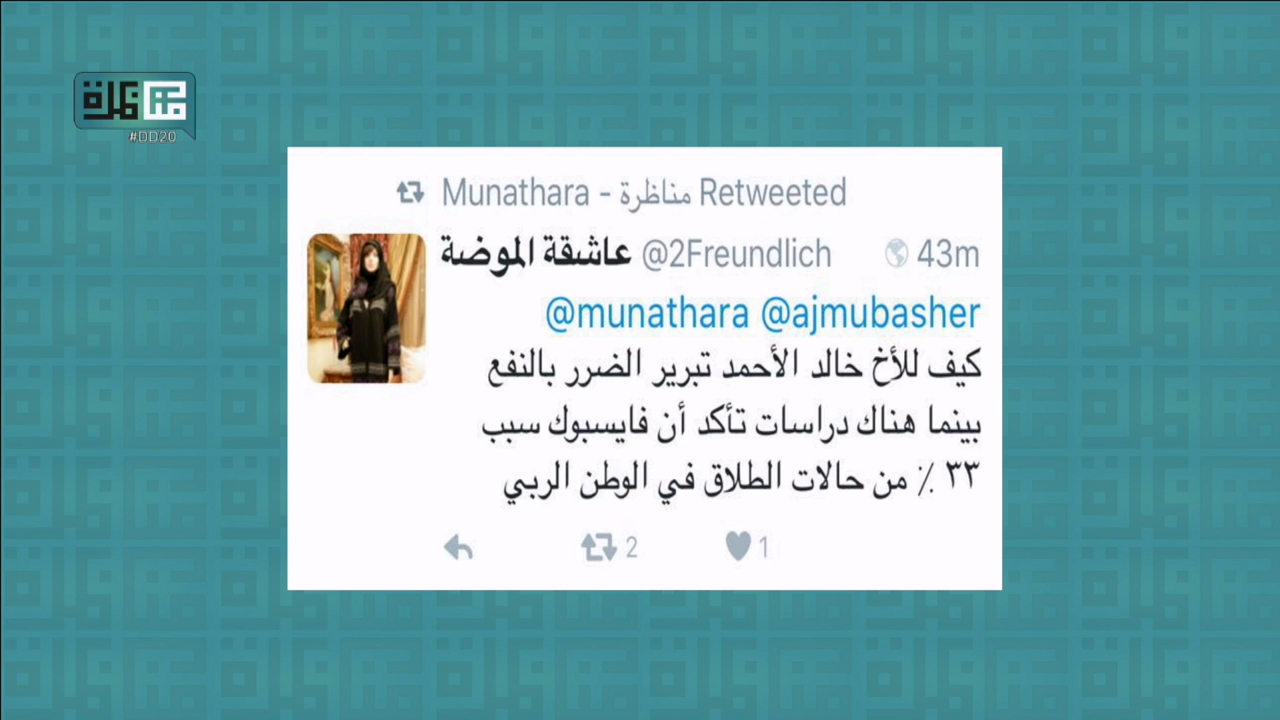 مناظرة
#DD20
Munathara - مناظرة Retweeted
عاشقة الموضة @2Freundlich 43m
@munathara @ajmubasher
كيف للأخ خالد الأحمد تبرير الضرر بالنفع
بينما هناك دراسات تأكد أن فايسبوك سبب
٣٣ ٪ من حالات الطلاق في الوطن الربي
2 1